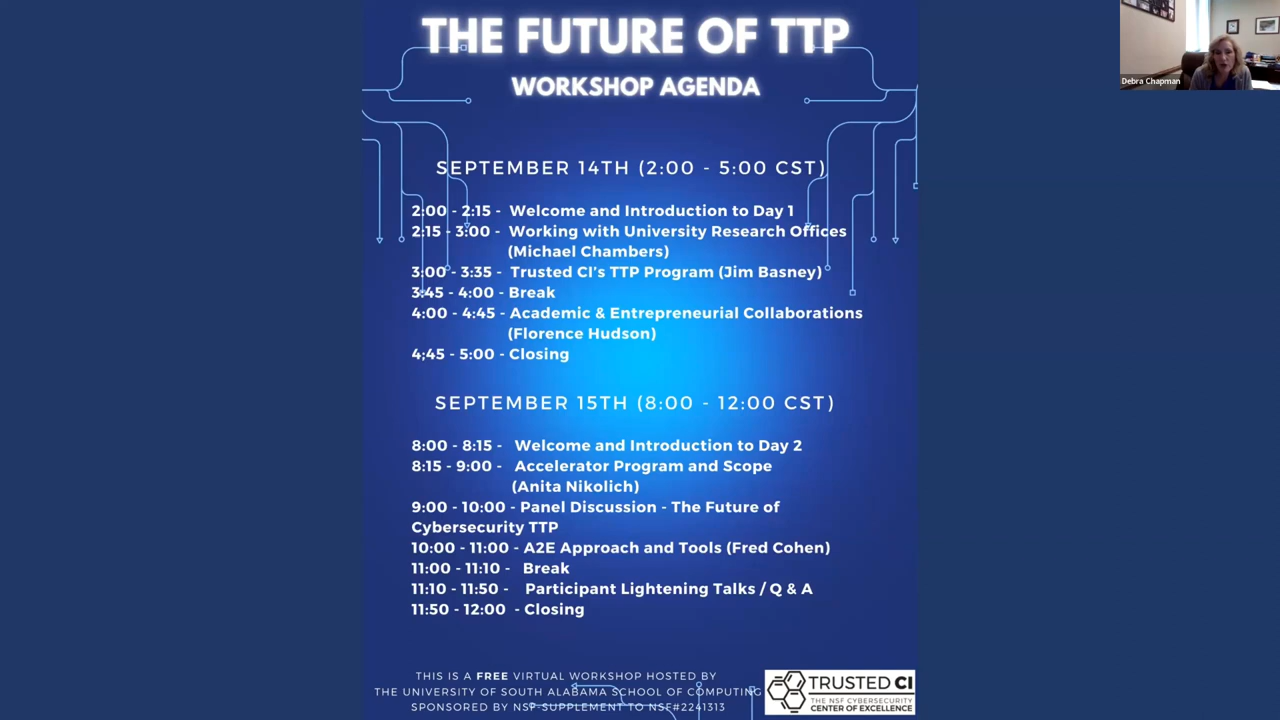 THE FUTURE OF TTP
WORKSHOP AGENDA
Debra Chapman
SEPTEMBER 14TH (2:00 - 5:00 CST)
2:00 - 2:15 - Welcome and Introduction to Day 1
2:15 - 3:00 - Working with University Research Offices
(Michael Chambers)
3:00 - 3:35 - Trusted CI's TTP Program (Jim Basney)
3:45 - 4:00 - Break
4:00 - 4:45 - Academic & Entrepreneurial Collaborations
(Florence Hudson)
4;45 - 5:00 - Closing
SEPTEMBER 15TH (8:00 - 12:00 CST)
8:00 - 8:15 - Welcome and Introduction to Day 2
8:15 - 9:00 - Accelerator Program and Scope
(Anita Nikolich)
9:00 - 10:00 - Panel Discussion - The Future of
Cybersecurity TTP
10:00 - 11:00 - A2E Approach and Tools (Fred Cohen)
11:00 - 11:10 - Break
11:10 - 11:50 - Participant Lightening Talks / Q & A
11:50 - 12:00 - Closing
THIS IS A FREE VIRTUAL WORKSHOP HOSTED BY
THE UNIVERSITY OF SOUTH ALABAMA SCHOOL OF COMPUTING
SPONSORED BY NSF SUPPLEMENT TO NSF#2241313
TRUSTED CI
THE NSF CYBERSECURITY
CENTER OF EXCELLENCE